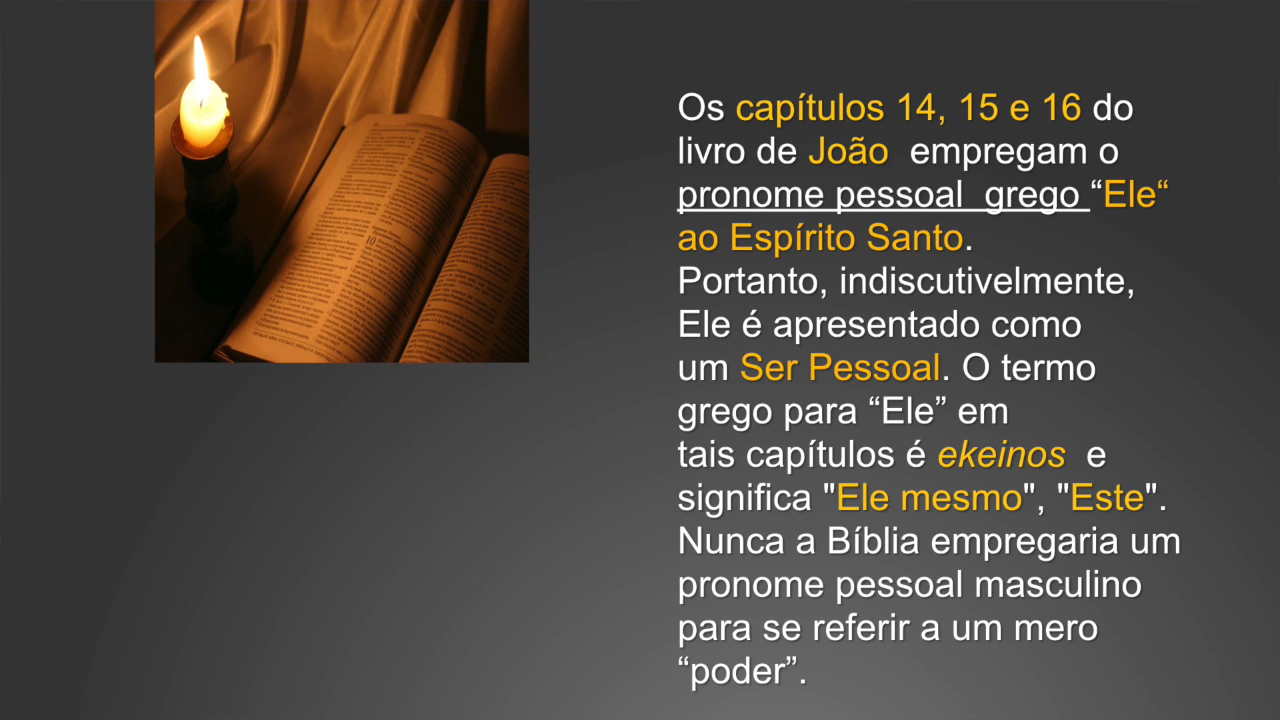 Os capítulos 14, 15 e 16 do
livro de João empregam o
pronome pessoal grego “Ele“
ao Espírito Santo.
Portanto, indiscutivelmente,
Ele é apresentado como
um Ser Pessoal. O termo
grego para “Ele” em
tais capítulos é ekeinos e
significa "Ele mesmo", "Este".
Nunca a Bíblia empregaria um
pronome pessoal masculino
para se referir a um mero
“poder”.